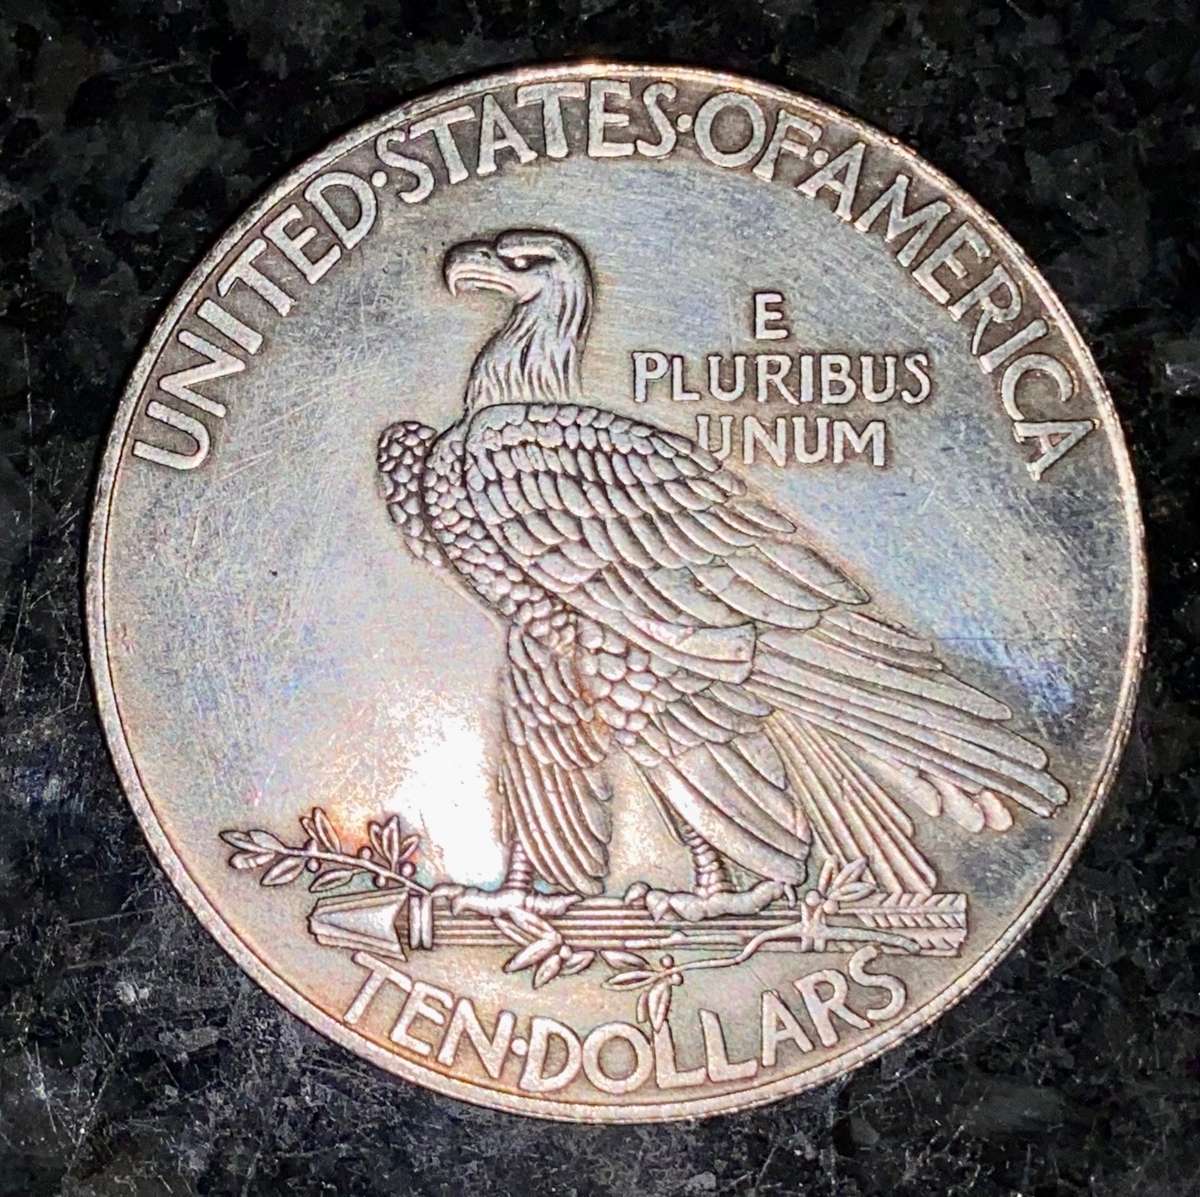 UNITED·STATES·OF·AMERICA
E
PLURIBUS
UNUM
TEN·DOLLARS